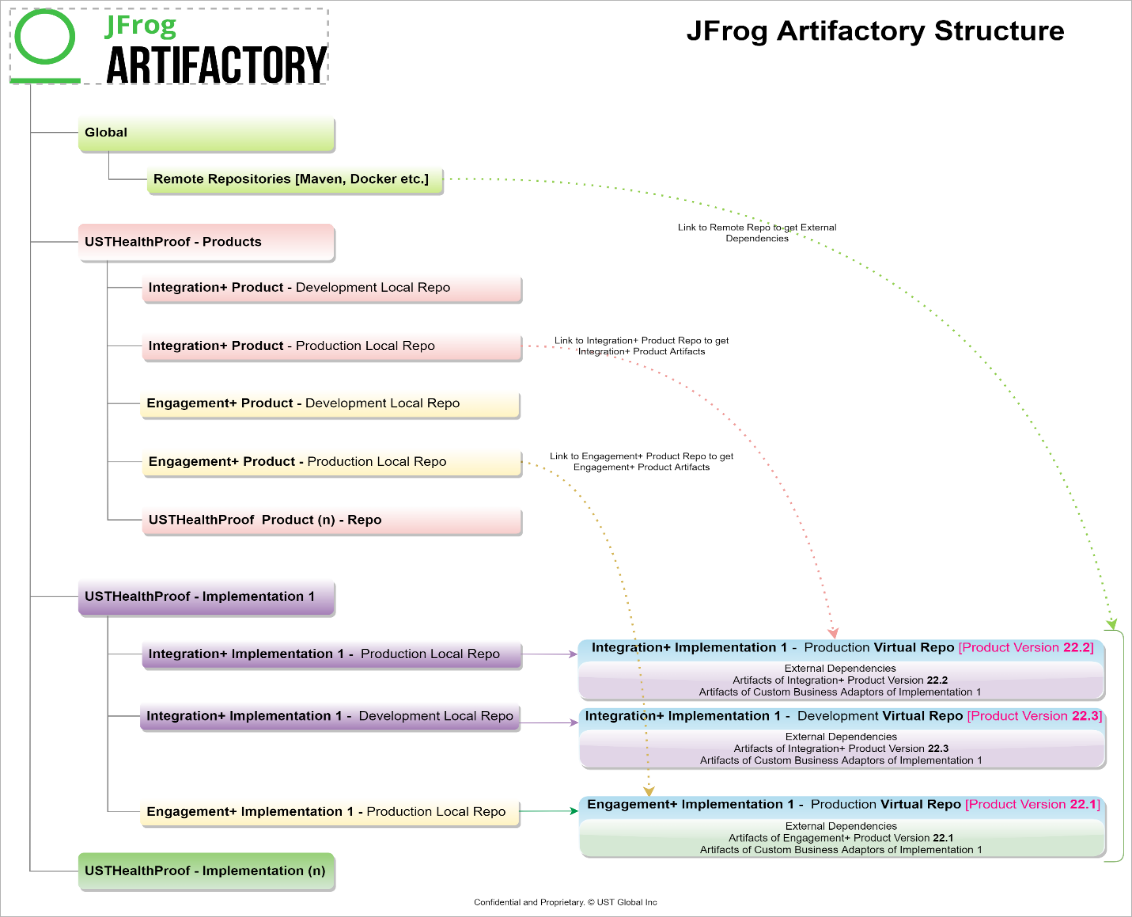 JFrog
ARTIFACTORY
JFrog Artifactory Structure
Global
Remote Repositories [Maven, Docker etc.]
Link to Remote Repo to get External
Dependencies
USTHealthProof - Products
Integration+ Product - Development Local Repo
Integration+ Product - Production Local Repo
Link to Integration+ Product Repo to get
Integration+ Product Artifacts
Engagement+ Product - Development Local Repo
Engagement+ Product - Production Local Repo
Link to Engagement+ Product Repo to get
Engagement+ Product Artifacts
USTHealthProof Product (n) - Repo
USTHealthProof - Implementation 1
Integration+ Implementation 1 - Production Local Repo
Integration+ Implementation 1 - Production Virtual Repo [Product Version 22.2]
External Dependencies
Artifacts of Integration+ Product Version 22.2
Artifacts of Custom Business Adaptors of Implementation 1
Integration+ Implementation 1 - Development Local Repo
Integration+ Implementation 1 - Development Virtual Repo [Product Version 22.3]
External Dependencies
Artifacts of Integration+ Product Version 22.3
Artifacts of Custom Business Adaptors of Implementation 1
Engagement+ Implementation 1 - Production Local Repo
Engagement+ Implementation 1 - Production Virtual Repo [Product Version 22.1]
External Dependencies
Artifacts of Engagement+ Product Version 22.1
Artifacts of Custom Business Adaptors of Implementation 1
USTHealthProof - Implementation (n)
Confidential and Proprietary. © UST Global Inc